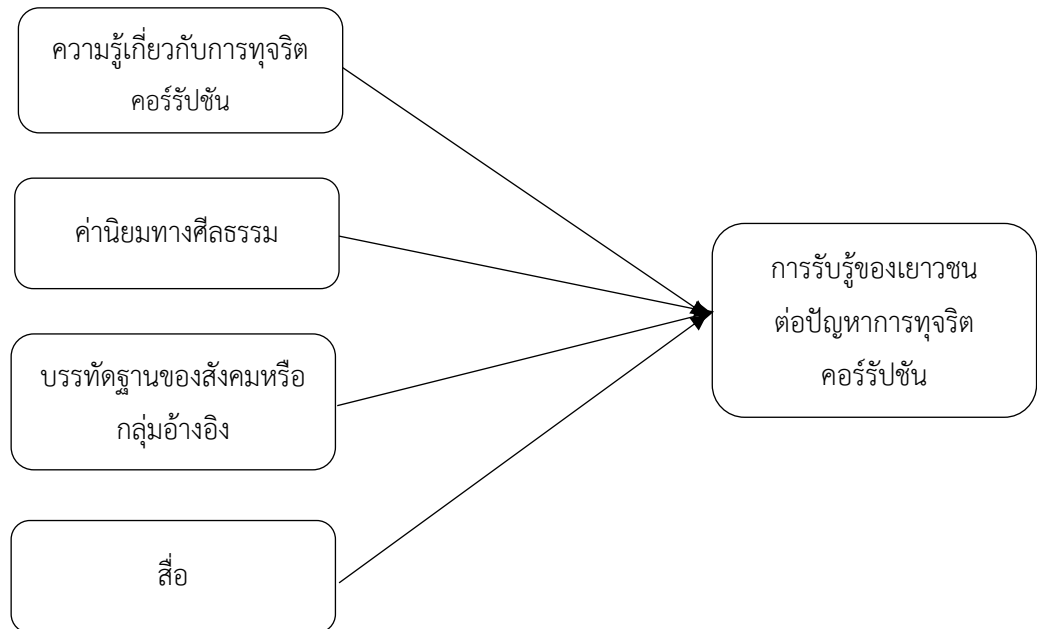 ความรู้เกี่ยวกับการทุจริต
คอร์รัปชัน
ค่านิยมทางศีลธรรม
บรรทัดฐานของสังคมหรือ
กลุ่มอ้างอิง
สื่อ
การรับรู้ของเยาวชน
ต่อปัญหาการทุจริต
คอร์รัปชัน